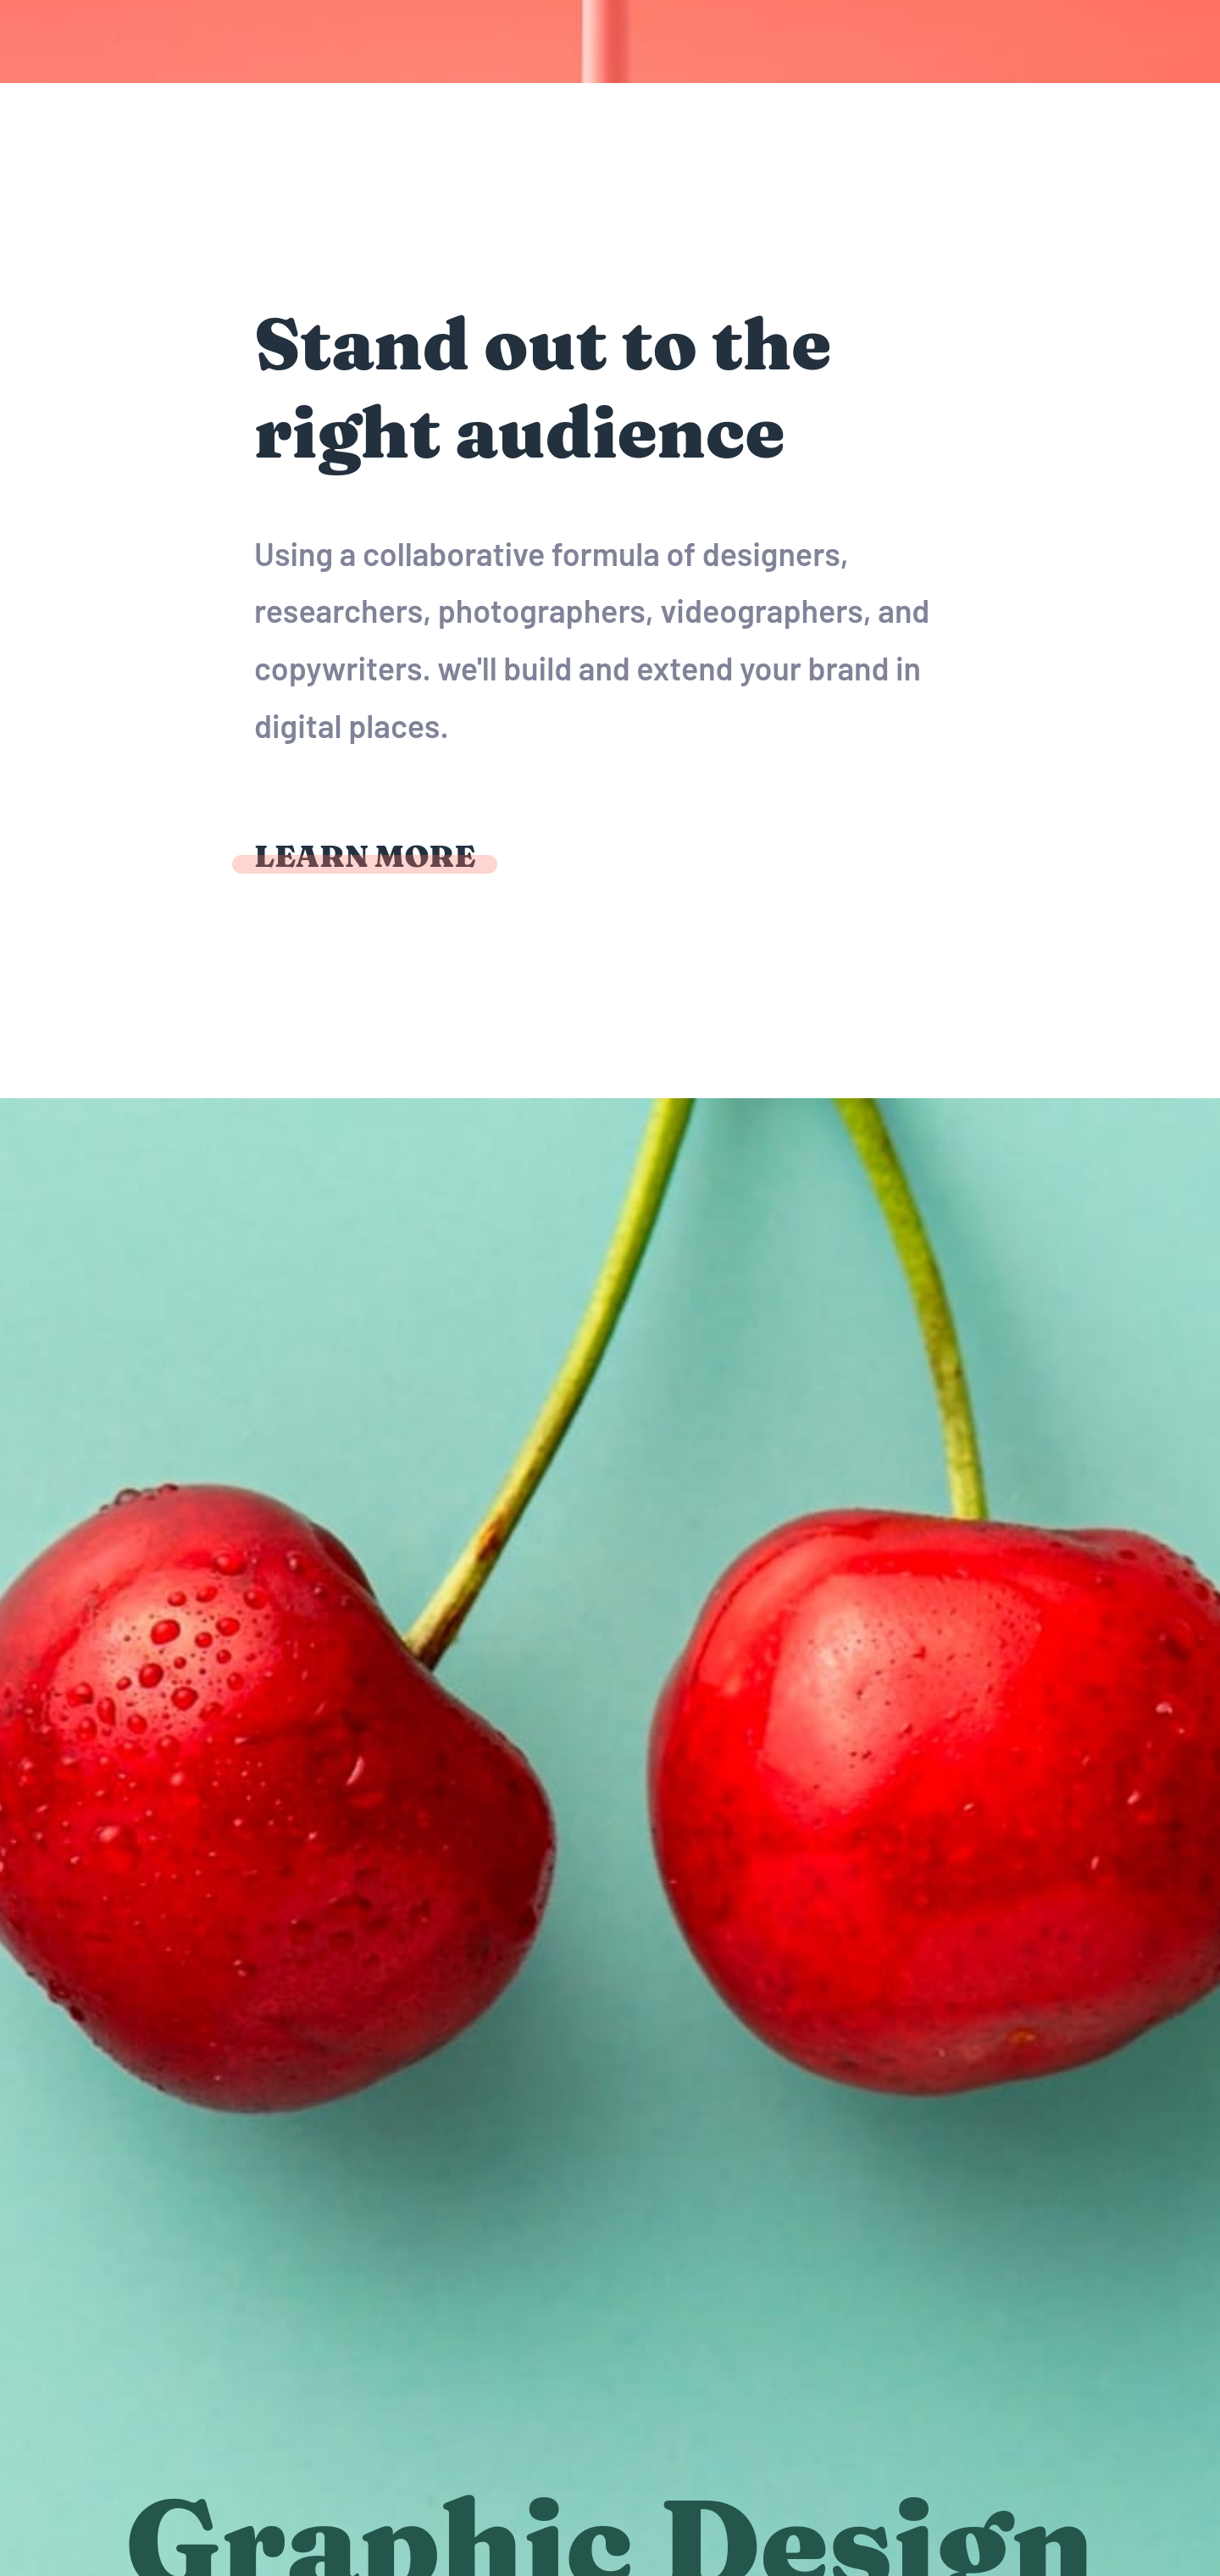 Stand out to the
right audience
Using a collaborative formula of designers,
researchers, photographers, videographers, and
copywriters. we'll build and extend your brand in
digital places.
LEARN MORE
Graphic Design